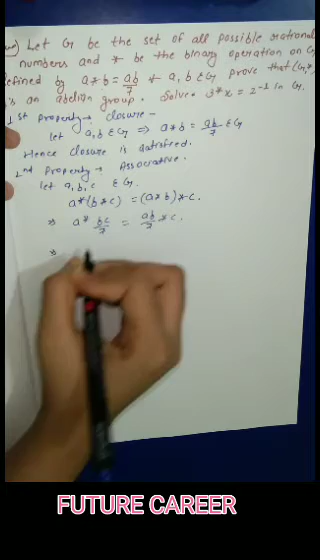 Let G be the set of all possible rational
numbers and * be the binary operation on G,
defined by a * b = ab/7 ∀ a, b ∈ G prove that (G, *)
is an abelian group. Solve 3 * x = 2⁻¹ in G.
1st Property → Closure -
let a, b ∈ G ⇒ a * b = ab/7 ∈ G
Hence closure is satisfied.
2nd Property → Associative.
let a, b, c ∈ G.
a * (b * c) = (a * b) * c.
⇒ a * bc/7 = ab/7 * c.
⇒
FUTURE CAREER